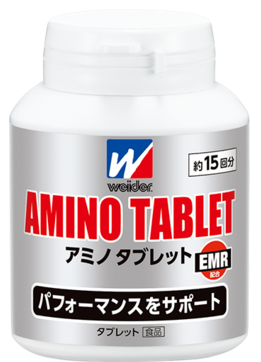 weider
約15回分
AMINO TABLET
アミノ タブレット
EMR
配合
パフォーマンスをサポート
タブレット 食品